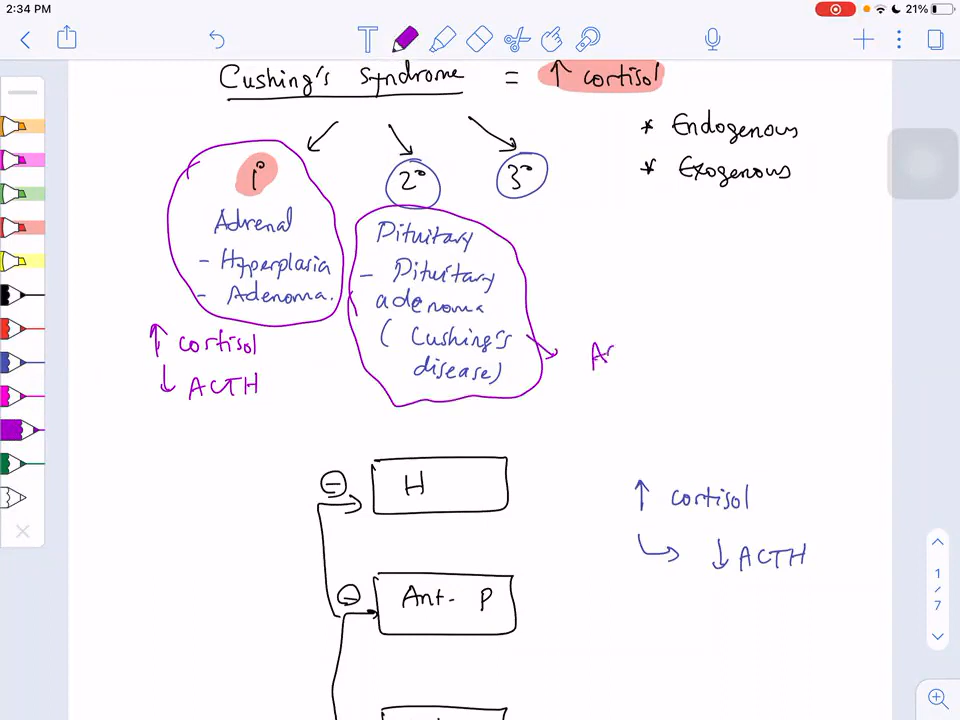 2:34 PM
21%
T
Cushing's Syndrome = ↑ cortisol
* Endogenous
* Exogenous
1° 2° 3°
Adrenal
- Hyperplasia
- Adenoma.
↑ cortisol
↓ ACTH
Pituitary
- Pituitary
adenoma
( Cushing's
disease)
H
Ant. P
↑ cortisol
↓ ACTH
1
/
7